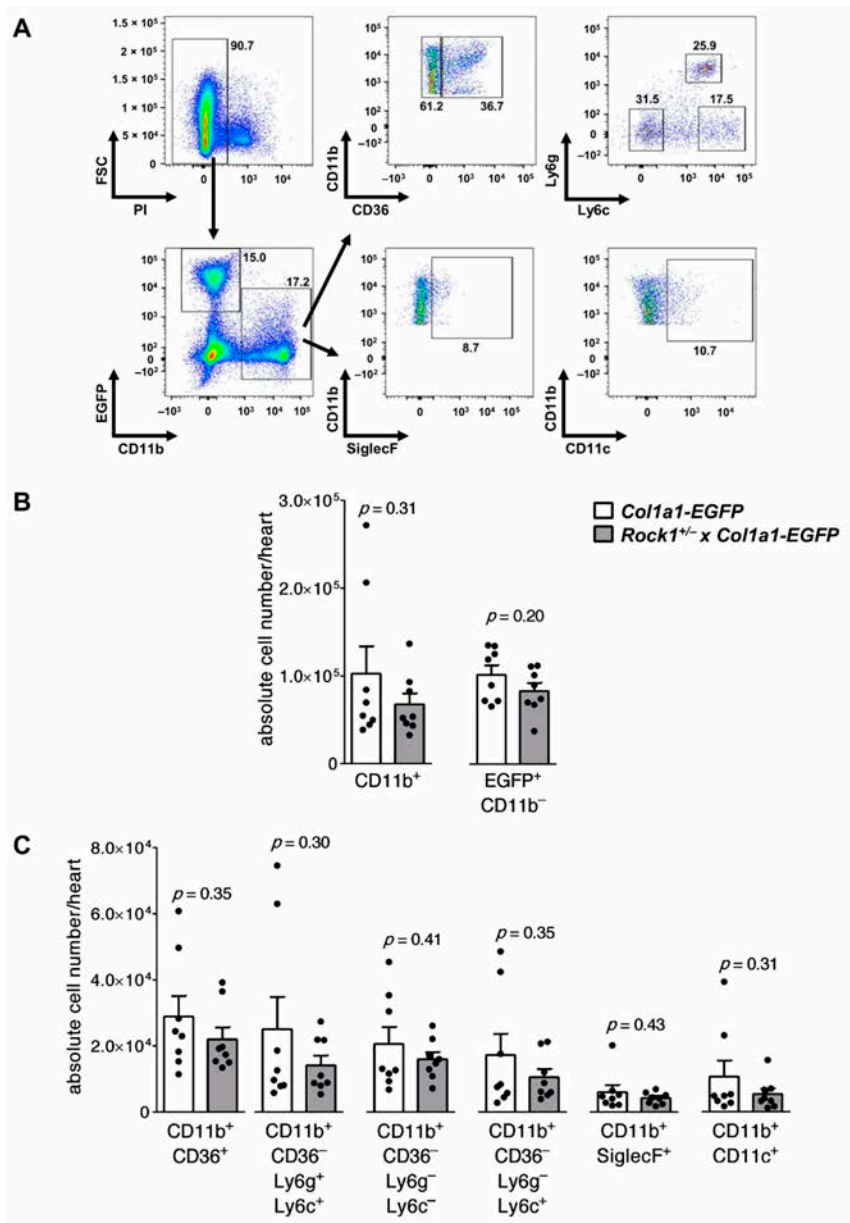 A
1.5×10⁵
2.0×10⁵
1.5×10⁵
1.0×10⁵
5×10⁴
0
90.7
0
10³
10⁴
FSC
PI
10⁵
10⁴
10³
10²
0
−10²
61.2
36.7
0
10³
10⁴
10⁵
CD11b
CD36
10⁵
10⁴
10³
10²
0
−10²
25.9
31.5
17.5
0
10³
10⁴
10⁵
Ly6g
Ly6c
10⁵
10⁴
10³
10²
0
−10²
15.0
17.2
−10³
0
10³
10⁴
10⁵
EGFP
CD11b
10⁵
10⁴
10³
10²
0
−10²
8.7
0
10³
10⁴
10⁵
CD11b
SiglecF
10⁵
10⁴
10³
10²
0
−10²
10.7
−10³
0
10³
10⁴
CD11b
CD11c
B
absolute cell number/heart
3.0×10⁵
2.0×10⁵
1.0×10⁵
0
p = 0.31
p = 0.20
CD11b⁺
EGFP⁺
CD11b⁻
Col1a1-EGFP
Rock1⁺/⁻ x Col1a1-EGFP
C
absolute cell number/heart
8.0×10⁴
6.0×10⁴
4.0×10⁴
2.0×10⁴
0
p = 0.35
p = 0.30
p = 0.41
p = 0.35
p = 0.43
p = 0.31
CD11b⁺
CD36⁺
CD11b⁺
CD36⁻
Ly6g⁺
Ly6c⁺
CD11b⁺
CD36⁻
Ly6g⁻
Ly6c⁻
CD11b⁺
CD36⁻
Ly6g⁻
Ly6c⁺
CD11b⁺
SiglecF⁺
CD11b⁺
CD11c⁺